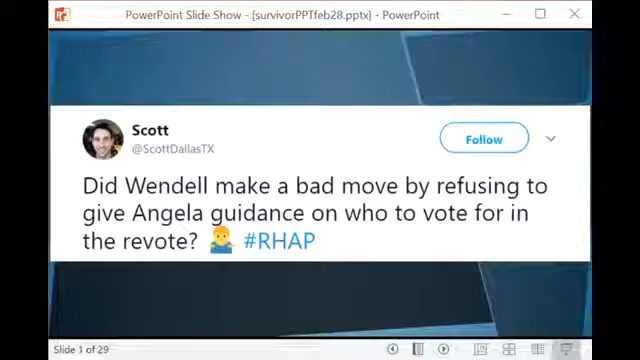 PowerPoint Slide Show - [survivorPPTfeb28.pptx] - PowerPoint
Scott
@ScottDallasTX
Follow
Did Wendell make a bad move by refusing to
give Angela guidance on who to vote for in
the revote? 🤷‍♂️ #RHAP
Slide 1 of 29